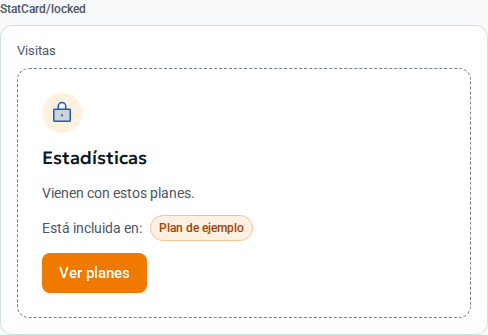 StatCard/locked
Visitas
Estadísticas
Vienen con estos planes.
Está incluida en: Plan de ejemplo
Ver planes